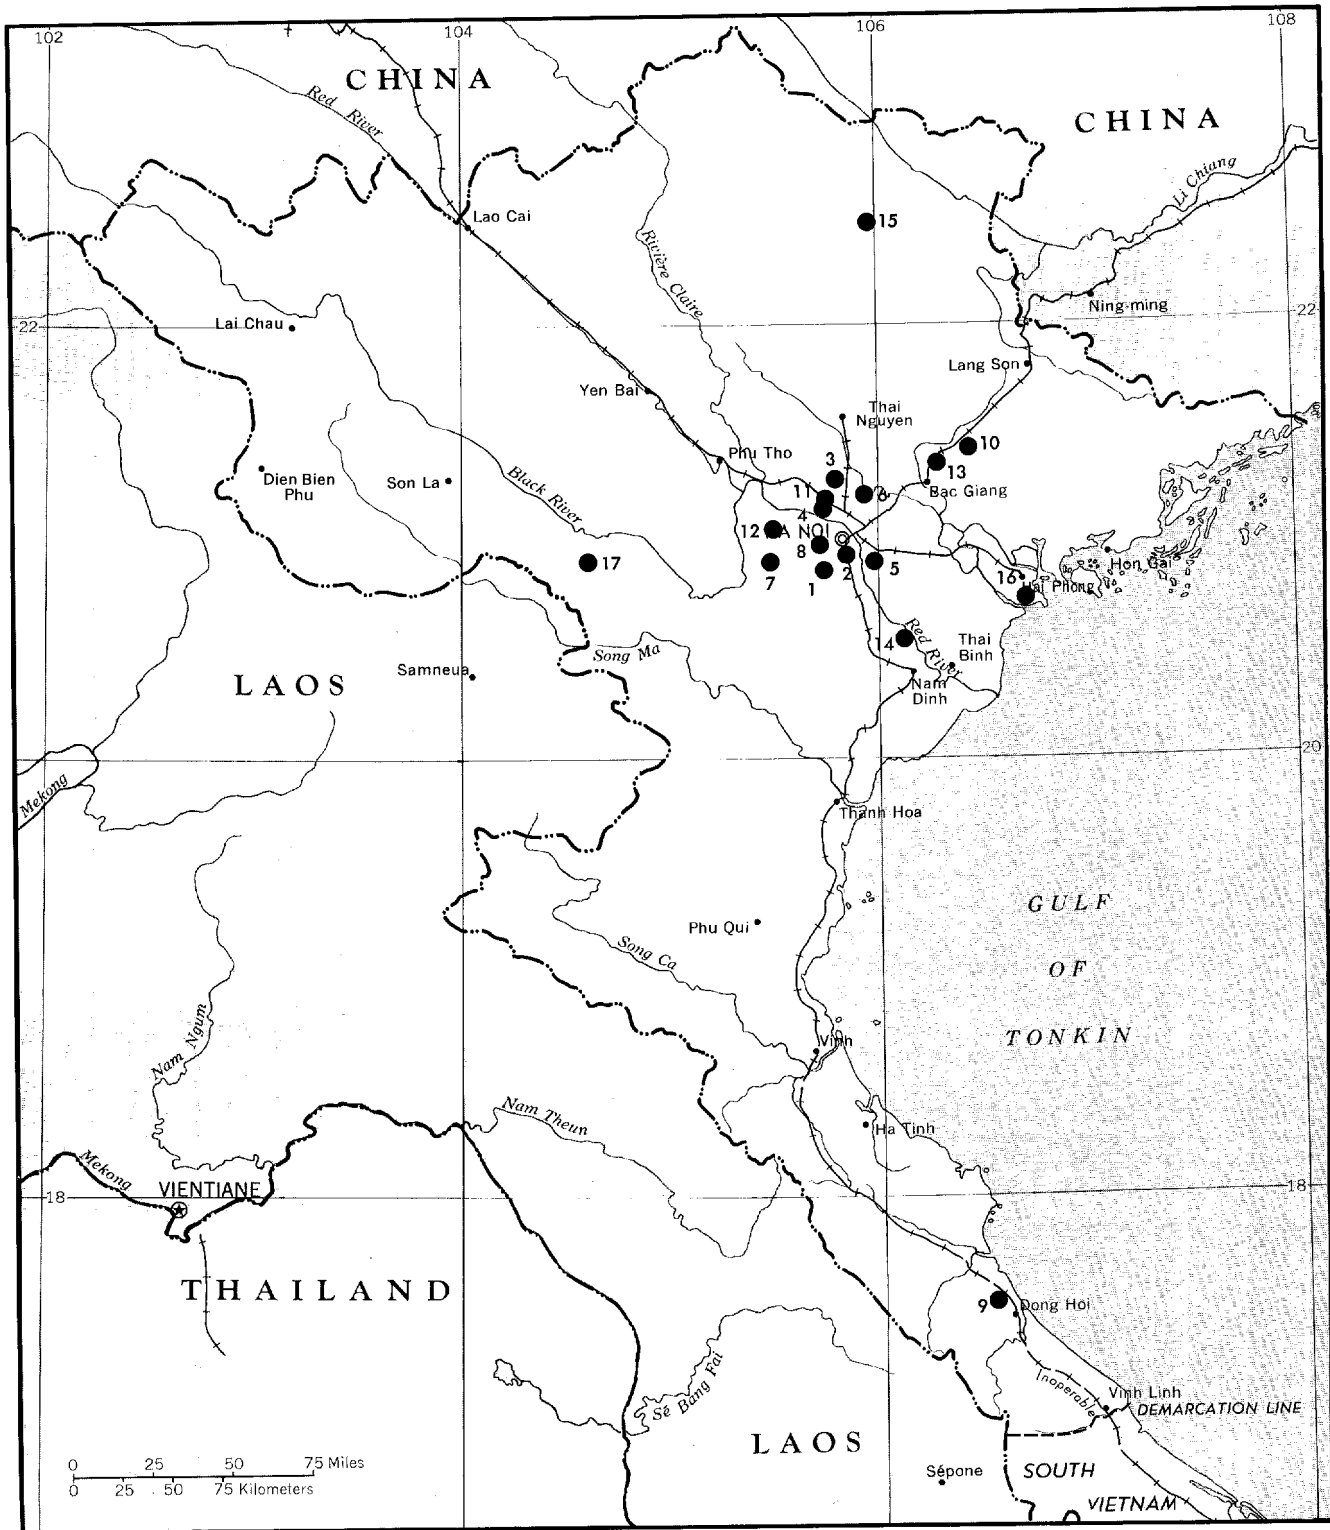 102
104
106
108
CHINA
Red River
CHINA
Li Chiang
Lao Cai
15
Rivière Claire
Ning-ming
22
Lai Chau
22
Lang Son
Yen Bai
Thai
Nguyen
10
Phu Tho
3
13
Dien Bien
Phu
Son La
Black River
11
6
Bac Giang
4
12
HA NOI
8
Hon Gai
17
7
1
2
5
16
Hai Phong
14
Red River
Thai
Binh
Song Ma
Samneua
LAOS
Nam
Dinh
20
Mekong
Thanh Hoa
GULF
OF
TONKIN
Phu Qui
Song Ca
Nam Ngum
Vinh
Nam Theun
Ha Tinh
Mekong
VIENTIANE
18
18
THAILAND
9
Dong Hoi
Sé Bang Fai
Inoperable
Vinh Linh
DEMARCATION LINE
LAOS
0 25 50 75 Miles
0 25 50 75 Kilometers
Sépone
SOUTH
VIETNAM